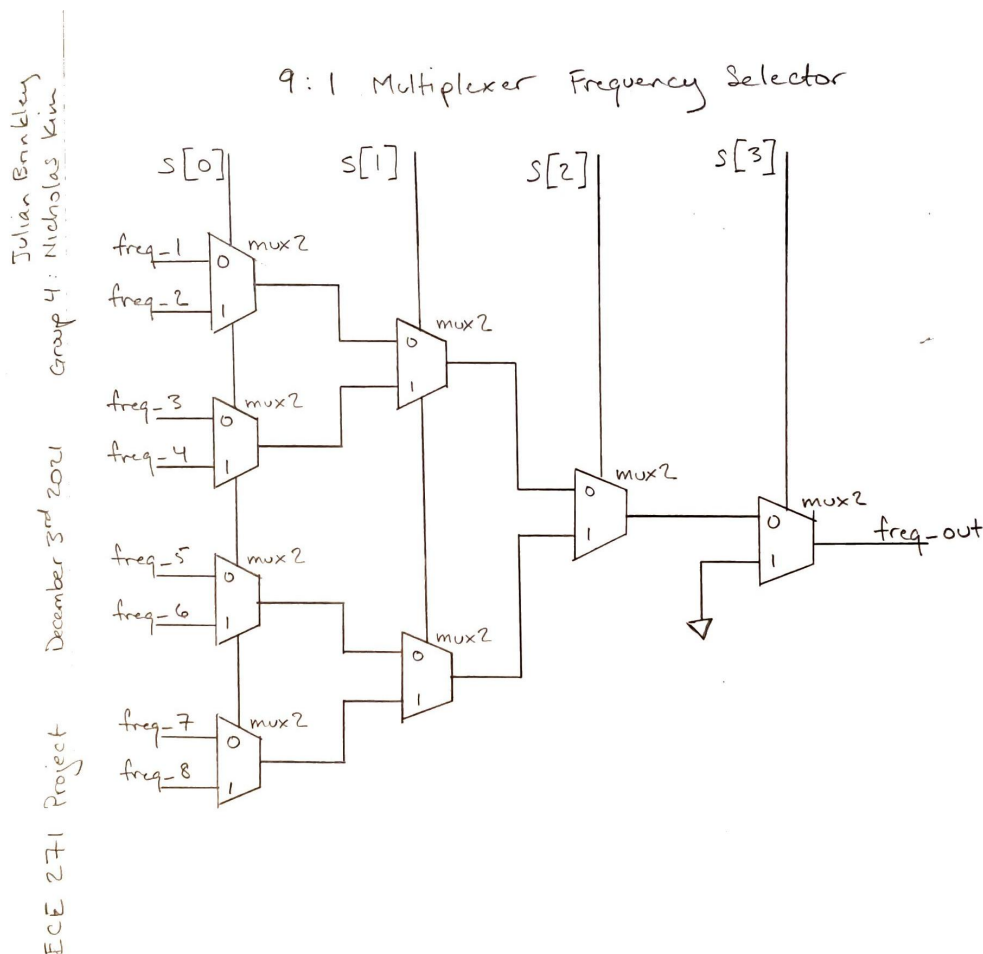 9:1 Multiplexer Frequency Selector
Julian Brinkley
Group 4: Nicholas Kim
December 3rd 2021
ECE 271 Project
S[0]
S[1]
S[2]
S[3]
freq_1
0
mux2
freq_2
1
mux2
0
1
freq_3
0
mux2
freq_4
1
mux2
0
1
mux2
0
1
freq_out
freq_5
0
mux2
freq_6
1
mux2
0
1
freq_7
0
mux2
freq_8
1